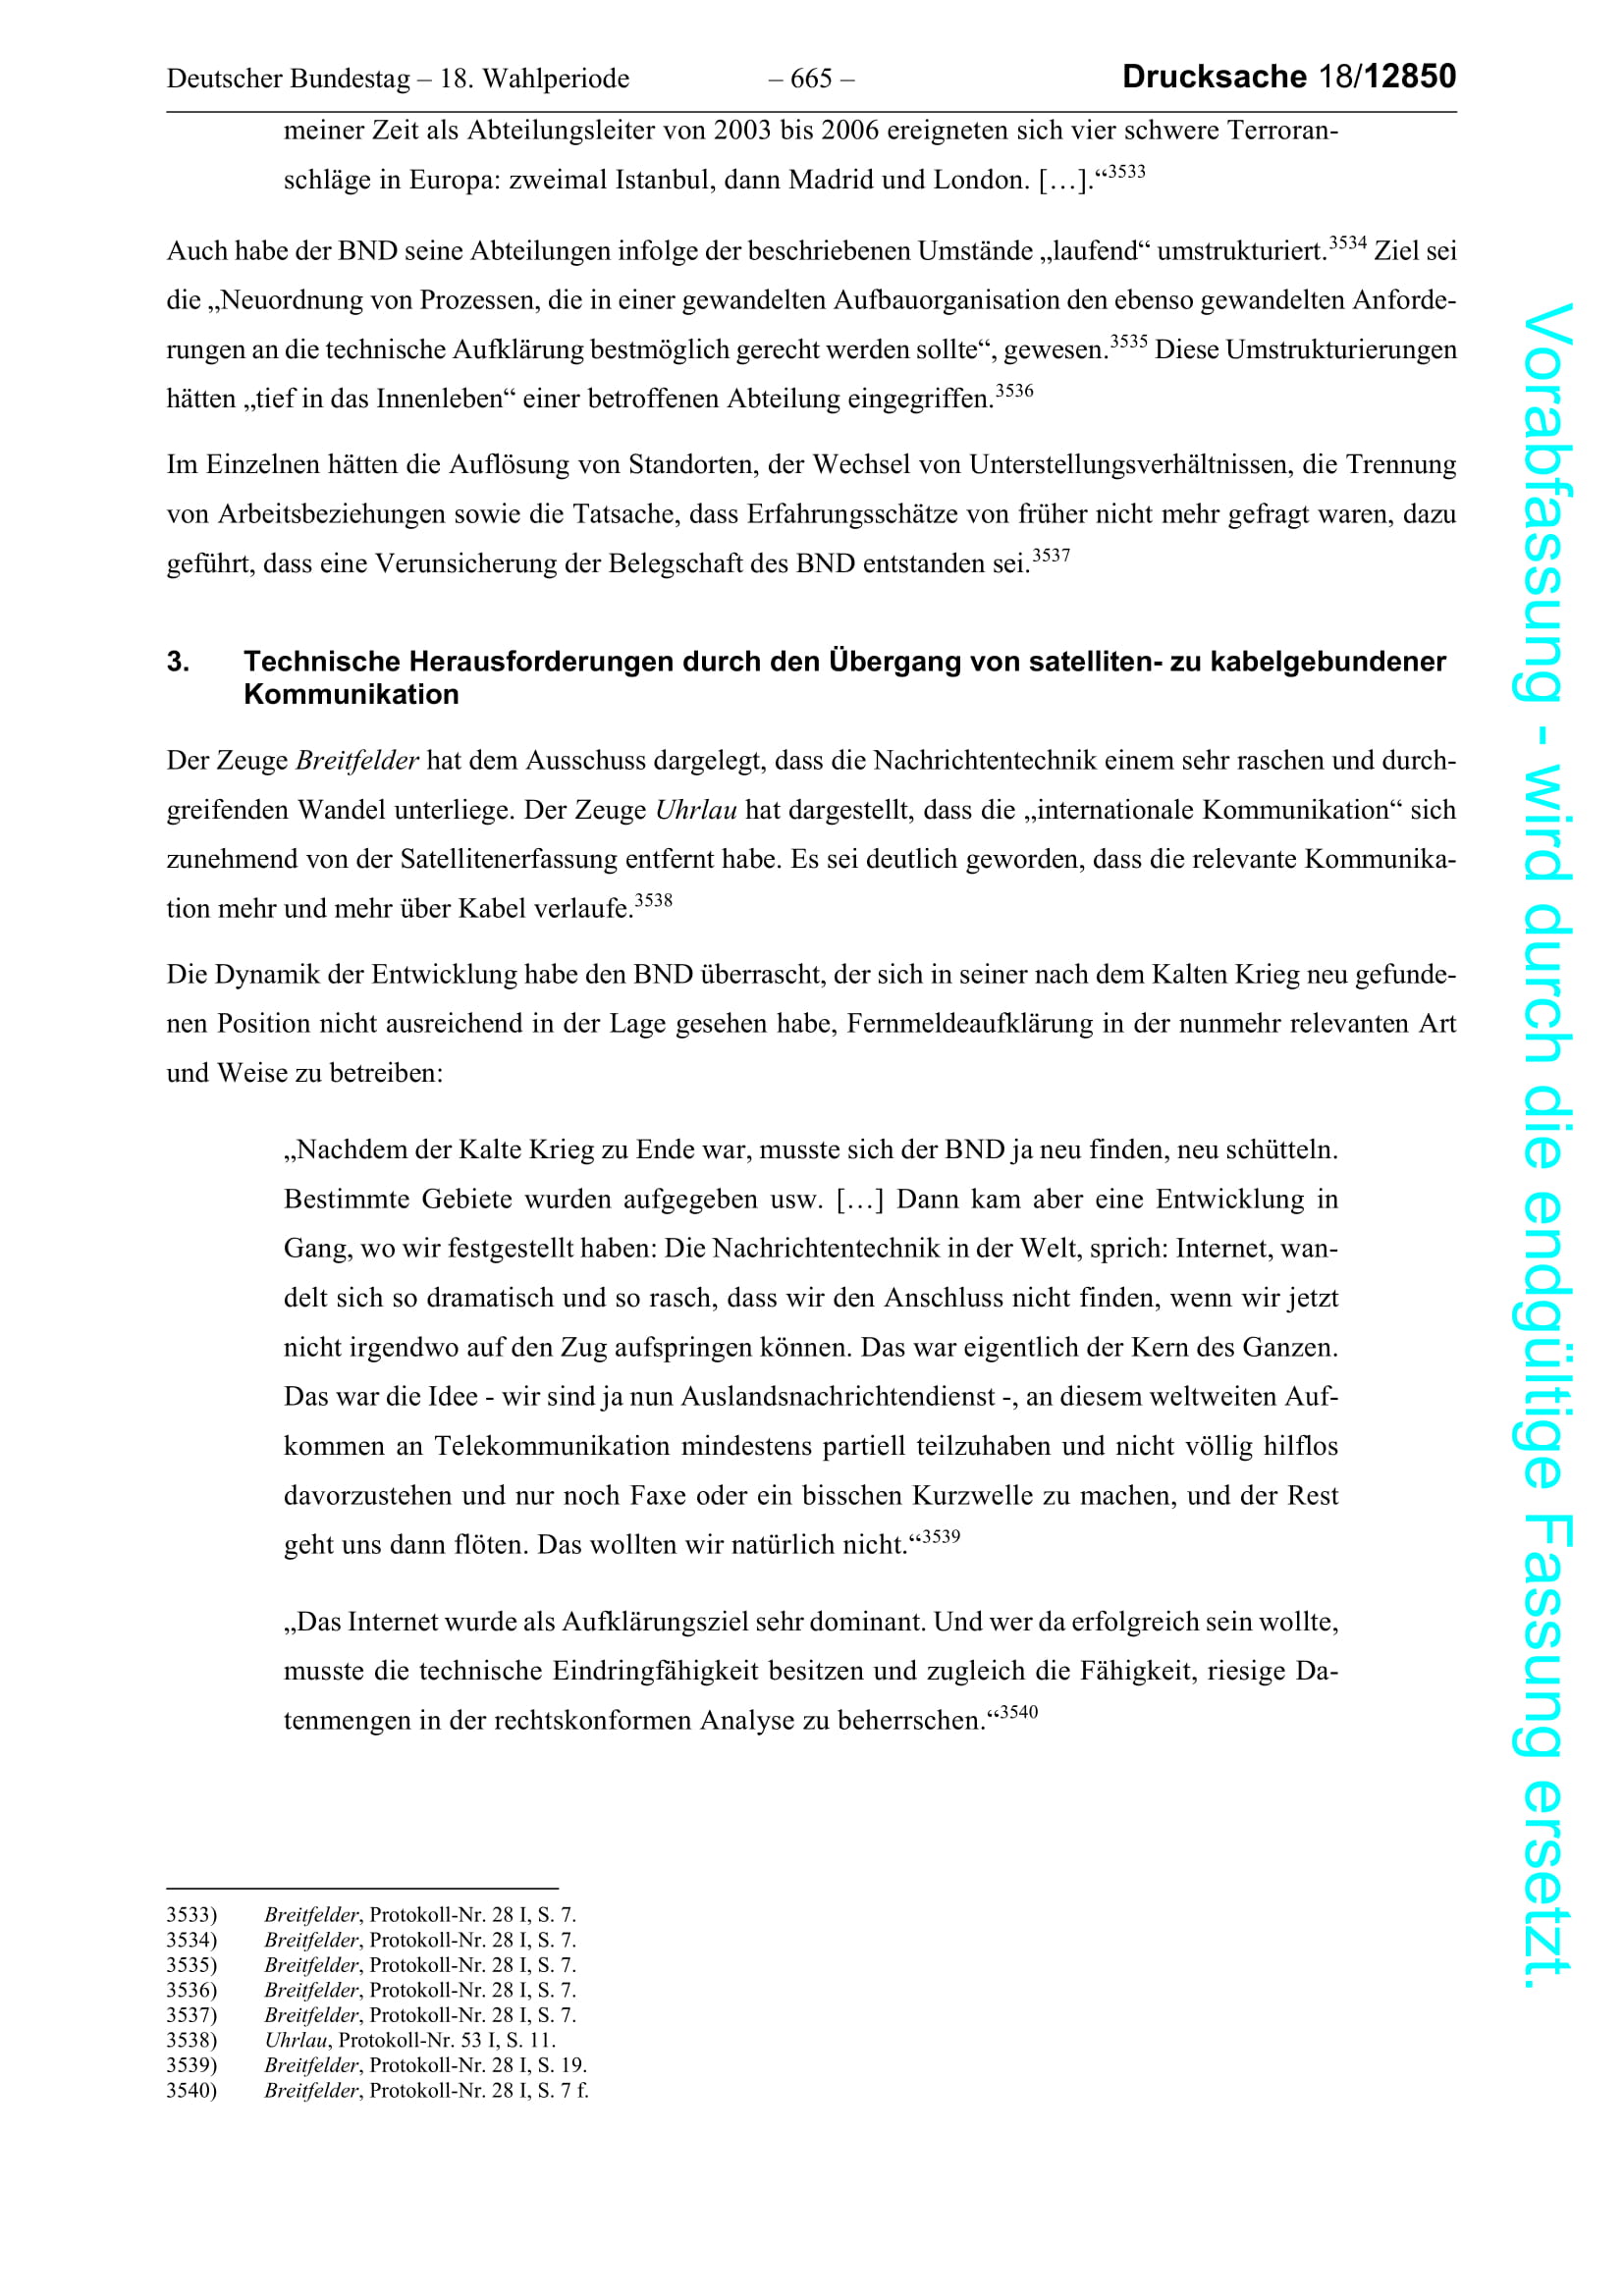 Deutscher Bundestag – 18. Wahlperiode – 665 – Drucksache 18/12850
meiner Zeit als Abteilungsleiter von 2003 bis 2006 ereigneten sich vier schwere Terroran-
schläge in Europa: zweimal Istanbul, dann Madrid und London. […].“3533
Auch habe der BND seine Abteilungen infolge der beschriebenen Umstände „laufend“ umstrukturiert.3534 Ziel sei
die „Neuordnung von Prozessen, die in einer gewandelten Aufbauorganisation den ebenso gewandelten Anforde-
rungen an die technische Aufklärung bestmöglich gerecht werden sollte“, gewesen.3535 Diese Umstrukturierungen
hätten „tief in das Innenleben“ einer betroffenen Abteilung eingegriffen.3536
Im Einzelnen hätten die Auflösung von Standorten, der Wechsel von Unterstellungsverhältnissen, die Trennung
von Arbeitsbeziehungen sowie die Tatsache, dass Erfahrungsschätze von früher nicht mehr gefragt waren, dazu
geführt, dass eine Verunsicherung der Belegschaft des BND entstanden sei.3537
3. Technische Herausforderungen durch den Übergang von satelliten- zu kabelgebundener
Kommunikation
Der Zeuge Breitfelder hat dem Ausschuss dargelegt, dass die Nachrichtentechnik einem sehr raschen und durch-
greifenden Wandel unterliege. Der Zeuge Uhrlau hat dargestellt, dass die „internationale Kommunikation“ sich
zunehmend von der Satellitenerfassung entfernt habe. Es sei deutlich geworden, dass die relevante Kommunika-
tion mehr und mehr über Kabel verlaufe.3538
Die Dynamik der Entwicklung habe den BND überrascht, der sich in seiner nach dem Kalten Krieg neu gefunde-
nen Position nicht ausreichend in der Lage gesehen habe, Fernmeldeaufklärung in der nunmehr relevanten Art
und Weise zu betreiben:
„Nachdem der Kalte Krieg zu Ende war, musste sich der BND ja neu finden, neu schütteln.
Bestimmte Gebiete wurden aufgegeben usw. […] Dann kam aber eine Entwicklung in
Gang, wo wir festgestellt haben: Die Nachrichtentechnik in der Welt, sprich: Internet, wan-
delt sich so dramatisch und so rasch, dass wir den Anschluss nicht finden, wenn wir jetzt
nicht irgendwo auf den Zug aufspringen können. Das war eigentlich der Kern des Ganzen.
Das war die Idee - wir sind ja nun Auslandsnachrichtendienst -, an diesem weltweiten Auf-
kommen an Telekommunikation mindestens partiell teilzuhaben und nicht völlig hilflos
davorzustehen und nur noch Faxe oder ein bisschen Kurzwelle zu machen, und der Rest
geht uns dann flöten. Das wollten wir natürlich nicht.“3539
„Das Internet wurde als Aufklärungsziel sehr dominant. Und wer da erfolgreich sein wollte,
musste die technische Eindringfähigkeit besitzen und zugleich die Fähigkeit, riesige Da-
tenmengen in der rechtskonformen Analyse zu beherrschen.“3540
3533) Breitfelder, Protokoll-Nr. 28 I, S. 7.
3534) Breitfelder, Protokoll-Nr. 28 I, S. 7.
3535) Breitfelder, Protokoll-Nr. 28 I, S. 7.
3536) Breitfelder, Protokoll-Nr. 28 I, S. 7.
3537) Breitfelder, Protokoll-Nr. 28 I, S. 7.
3538) Uhrlau, Protokoll-Nr. 53 I, S. 11.
3539) Breitfelder, Protokoll-Nr. 28 I, S. 19.
3540) Breitfelder, Protokoll-Nr. 28 I, S. 7 f.
Vorabfassung - wird durch die endgültige Fassung ersetzt.